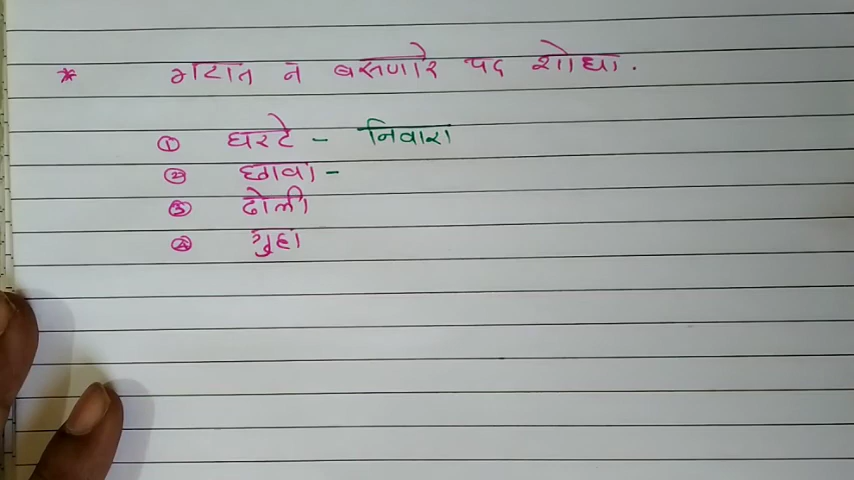 * गटात न बसणारे पद शोधा.
① घरटे - निवारा
② छावा -
③ ढोली
④ गुहा